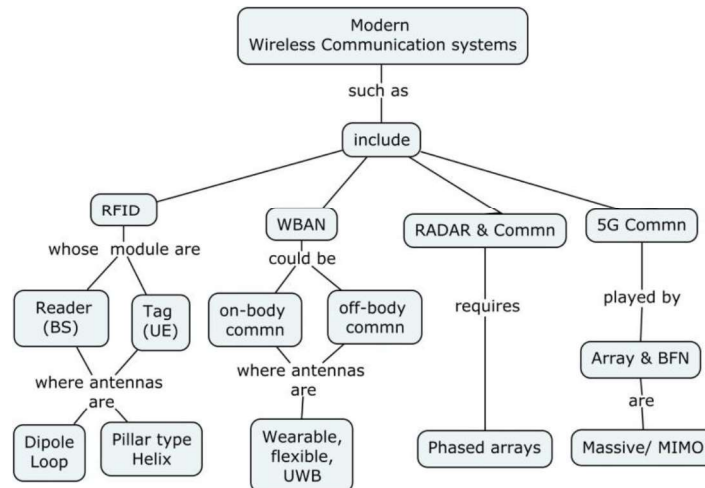 Modern
Wireless Communication systems
such as
include
RFID
WBAN
RADAR & Commn
5G Commn
whose module are
could be
requires
played by
Reader
(BS)
Tag
(UE)
on-body
commn
off-body
commn
Array & BFN
where antennas
are
where antennas
are
are
Dipole
Loop
Pillar type
Helix
Wearable,
flexible,
UWB
Phased arrays
Massive/ MIMO